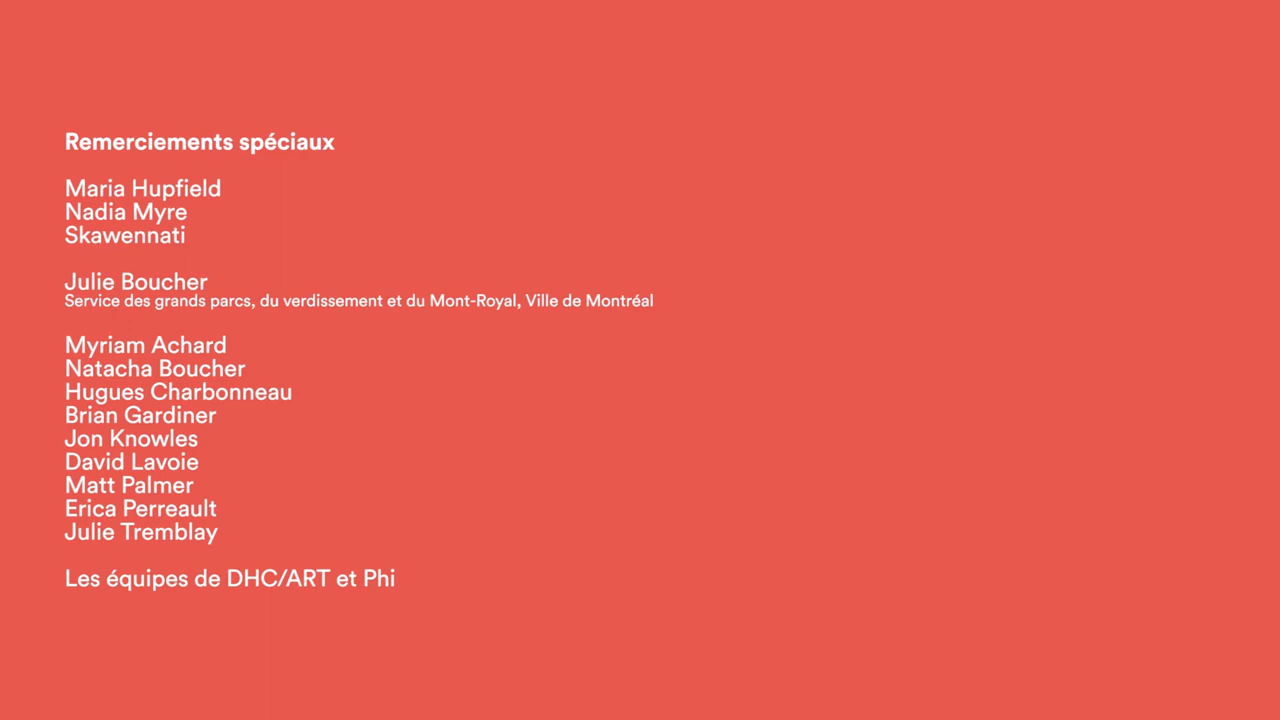 Remerciements spéciaux
Maria Hupfield
Nadia Myre
Skawennati
Julie Boucher
Service des grands parcs, du verdissement et du Mont-Royal, Ville de Montréal
Myriam Achard
Natacha Boucher
Hugues Charbonneau
Brian Gardiner
Jon Knowles
David Lavoie
Matt Palmer
Erica Perreault
Julie Tremblay
Les équipes de DHC/ART et Phi